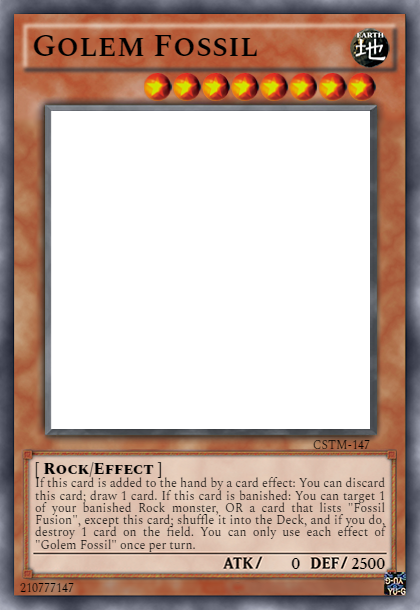 GOLEM FOSSIL
EARTH
地
CSTM-147
[ ROCK/EFFECT ]
If this card is added to the hand by a card effect: You can discard
this card; draw 1 card. If this card is banished: You can target 1
of your banished Rock monster, OR a card that lists "Fossil
Fusion", except this card; shuffle it into the Deck, and if you do,
destroy 1 card on the field. You can only use each effect of
"Golem Fossil" once per turn.
ATK/ 0 DEF/ 2500
210777147